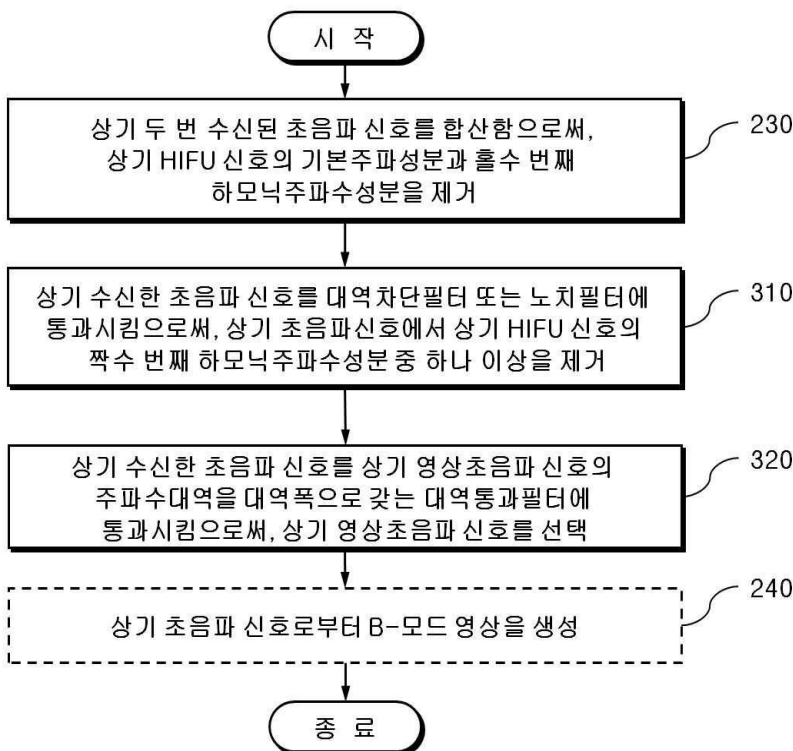 시 작
상기 두 번 수신된 초음파 신호를 합산함으로써,
상기 HIFU 신호의 기본주파성분과 홀수 번째
하모닉주파수성분을 제거
230
상기 수신한 초음파 신호를 대역차단필터 또는 노치필터에
통과시킴으로써, 상기 초음파신호에서 상기 HIFU 신호의
짝수 번째 하모닉주파수성분 중 하나 이상을 제거
310
상기 수신한 초음파 신호를 상기 영상초음파 신호의
주파수대역을 대역폭으로 갖는 대역통과필터에
통과시킴으로써, 상기 영상초음파 신호를 선택
320
상기 초음파 신호로부터 B-모드 영상을 생성
240
종 료